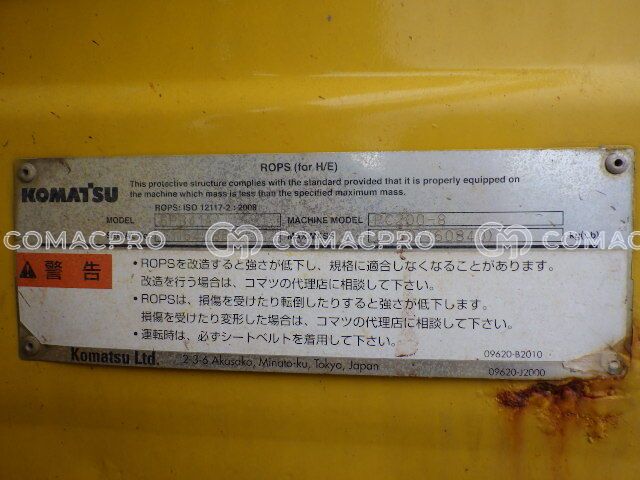 ROPS (for H/E)
KOMATSU
This protective structure complies with the standard provided that it is properly equipped on
the machine which mass is less than the specified maximum mass.
ROPS: ISO 12117-2 : 2008
MODEL
MACHINE MODEL PC200-8
COMACPRO COMACPRO COMACPRO
警告
・ROPSを改造すると強さが低下し、規格に適合しなくなることがあります。
改造を行う場合は、コマツの代理店に相談して下さい。
・ROPSは、損傷を受けたり転倒したりすると強さが低下します。
損傷を受けたり変形した場合は、コマツの代理店に相談して下さい。
・運転時は、必ずシートベルトを着用して下さい。
Komatsu Ltd. 2-3-6 Akasaka, Minato-ku, Tokyo, Japan
09620-B2010
09620-J2000